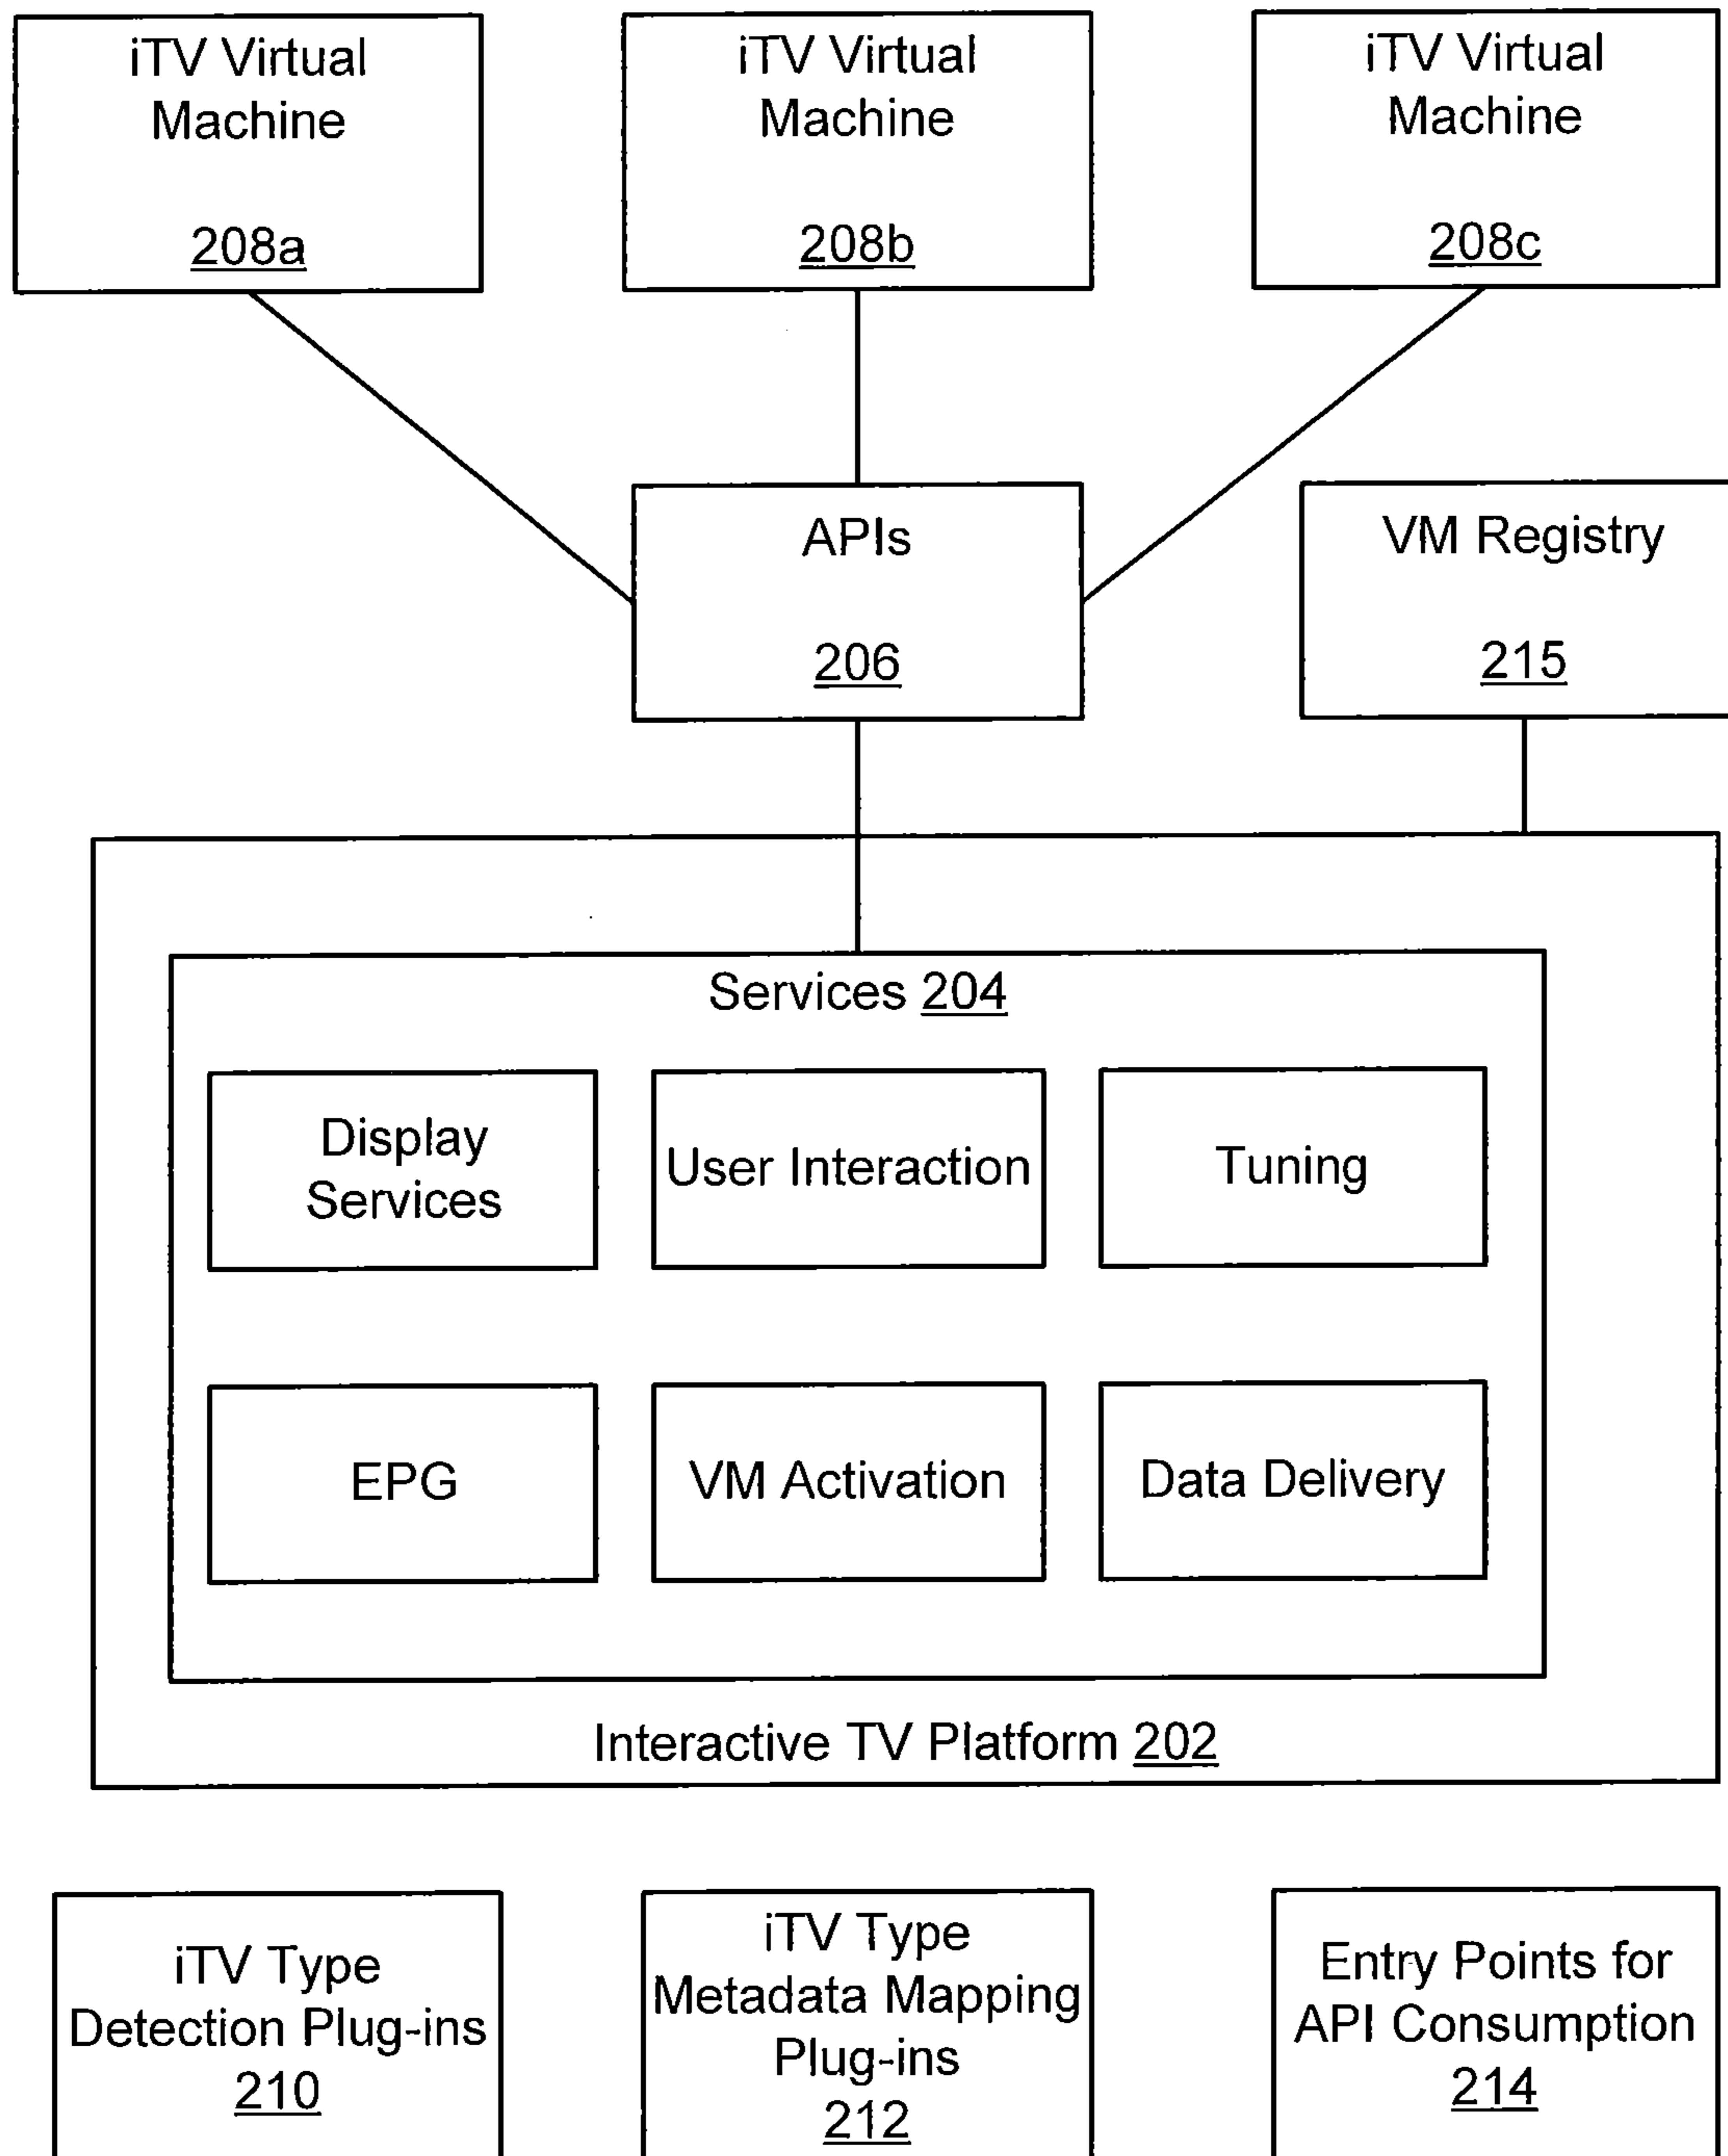 iTV Virtual
Machine
208a
iTV Virtual
Machine
208b
iTV Virtual
Machine
208c
APIs
206
VM Registry
215
Services 204
Display
Services
User Interaction
Tuning
EPG
VM Activation
Data Delivery
Interactive TV Platform 202
iTV Type
Detection Plug-ins
210
iTV Type
Metadata Mapping
Plug-ins
212
Entry Points for
API Consumption
214